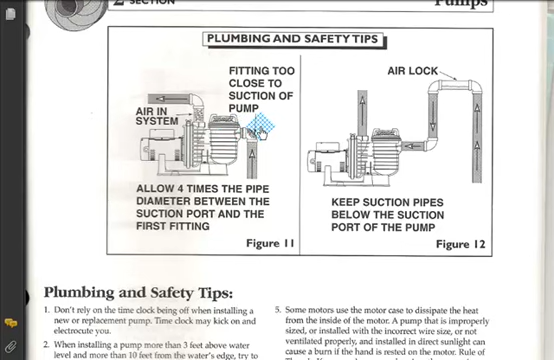 2 SECTION
Pumps
PLUMBING AND SAFETY TIPS
FITTING TOO
CLOSE TO
SUCTION OF
PUMP
AIR IN
SYSTEM
ALLOW 4 TIMES THE PIPE
DIAMETER BETWEEN THE
SUCTION PORT AND THE
FIRST FITTING
Figure 11
AIR LOCK
KEEP SUCTION PIPES
BELOW THE SUCTION
PORT OF THE PUMP
Figure 12
Plumbing and Safety Tips:
1. Don't rely on the time clock being off when installing a
new or replacement pump. Time clock may kick on and
electrocute you.
2. When installing a pump more than 3 feet above water
level and more than 10 feet from the water's edge, try to
5. Some motors use the motor case to dissipate the heat
from the inside of the motor. A pump that is improperly
sized, or installed with the incorrect wire size, or not
ventilated properly, and installed in direct sunlight can
cause a burn if the hand is rested on the motor. Rule of